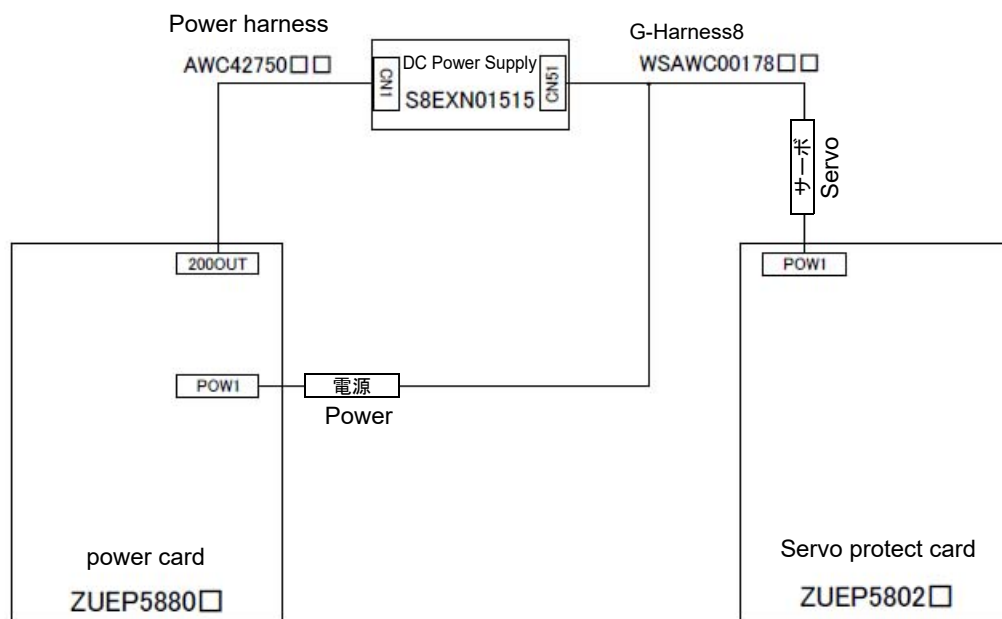 Power harness
AWC42750□□
G-Harness8
WSAWC00178□□
CN1
DC Power Supply
S8EXN01515
CN51
サーボ
Servo
200OUT
POW1
POW1
電源
Power
power card
ZUEP5880□
Servo protect card
ZUEP5802□